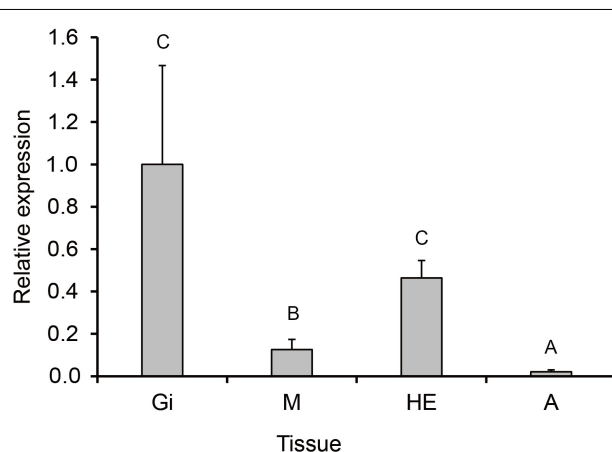 1.6
1.4
1.2
1.0
0.8
0.6
0.4
0.2
0.0
Relative expression
C
B
C
A
Gi M HE A
Tissue